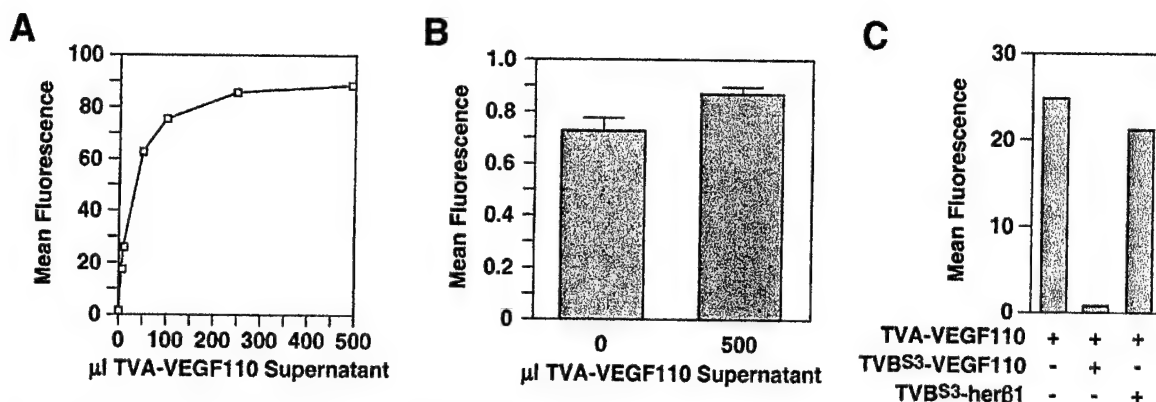 A
Mean Fluorescence
100
80
60
40
20
0
0 100 200 300 400 500
µl TVA-VEGF110 Supernatant
B
Mean Fluorescence
1.0
0.8
0.6
0.4
0.2
0
0 500
µl TVA-VEGF110 Supernatant
C
Mean Fluorescence
30
20
10
0
TVA-VEGF110 + + +
TVBS3-VEGF110 - + -
TVBS3-herβ1 - - +